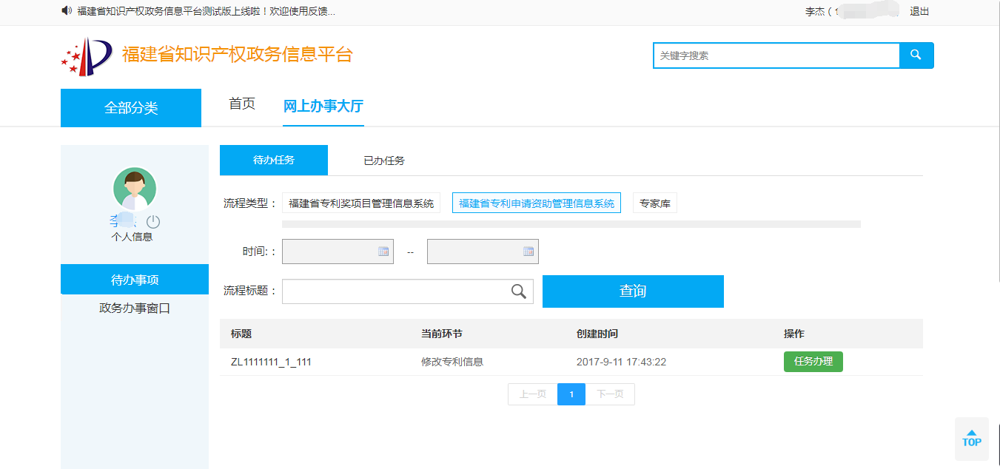 福建省知识产权政务信息平台测试版上线啦！欢迎使用反馈...
李杰（
退出
福建省知识产权政务信息平台
关键字搜索
全部分类
首页
网上办事大厅
待办任务
已办任务
个人信息
待办事项
政务办事窗口
流程类型：
福建省专利奖项目管理信息系统
福建省专利申请资助管理信息系统
专家库
时间:：
--
流程标题：
查询
标题 当前环节 创建时间 操作
ZL1111111_1_111 修改专利信息 2017-9-11 17:43:22 任务办理
上一页 1 下一页
TOP